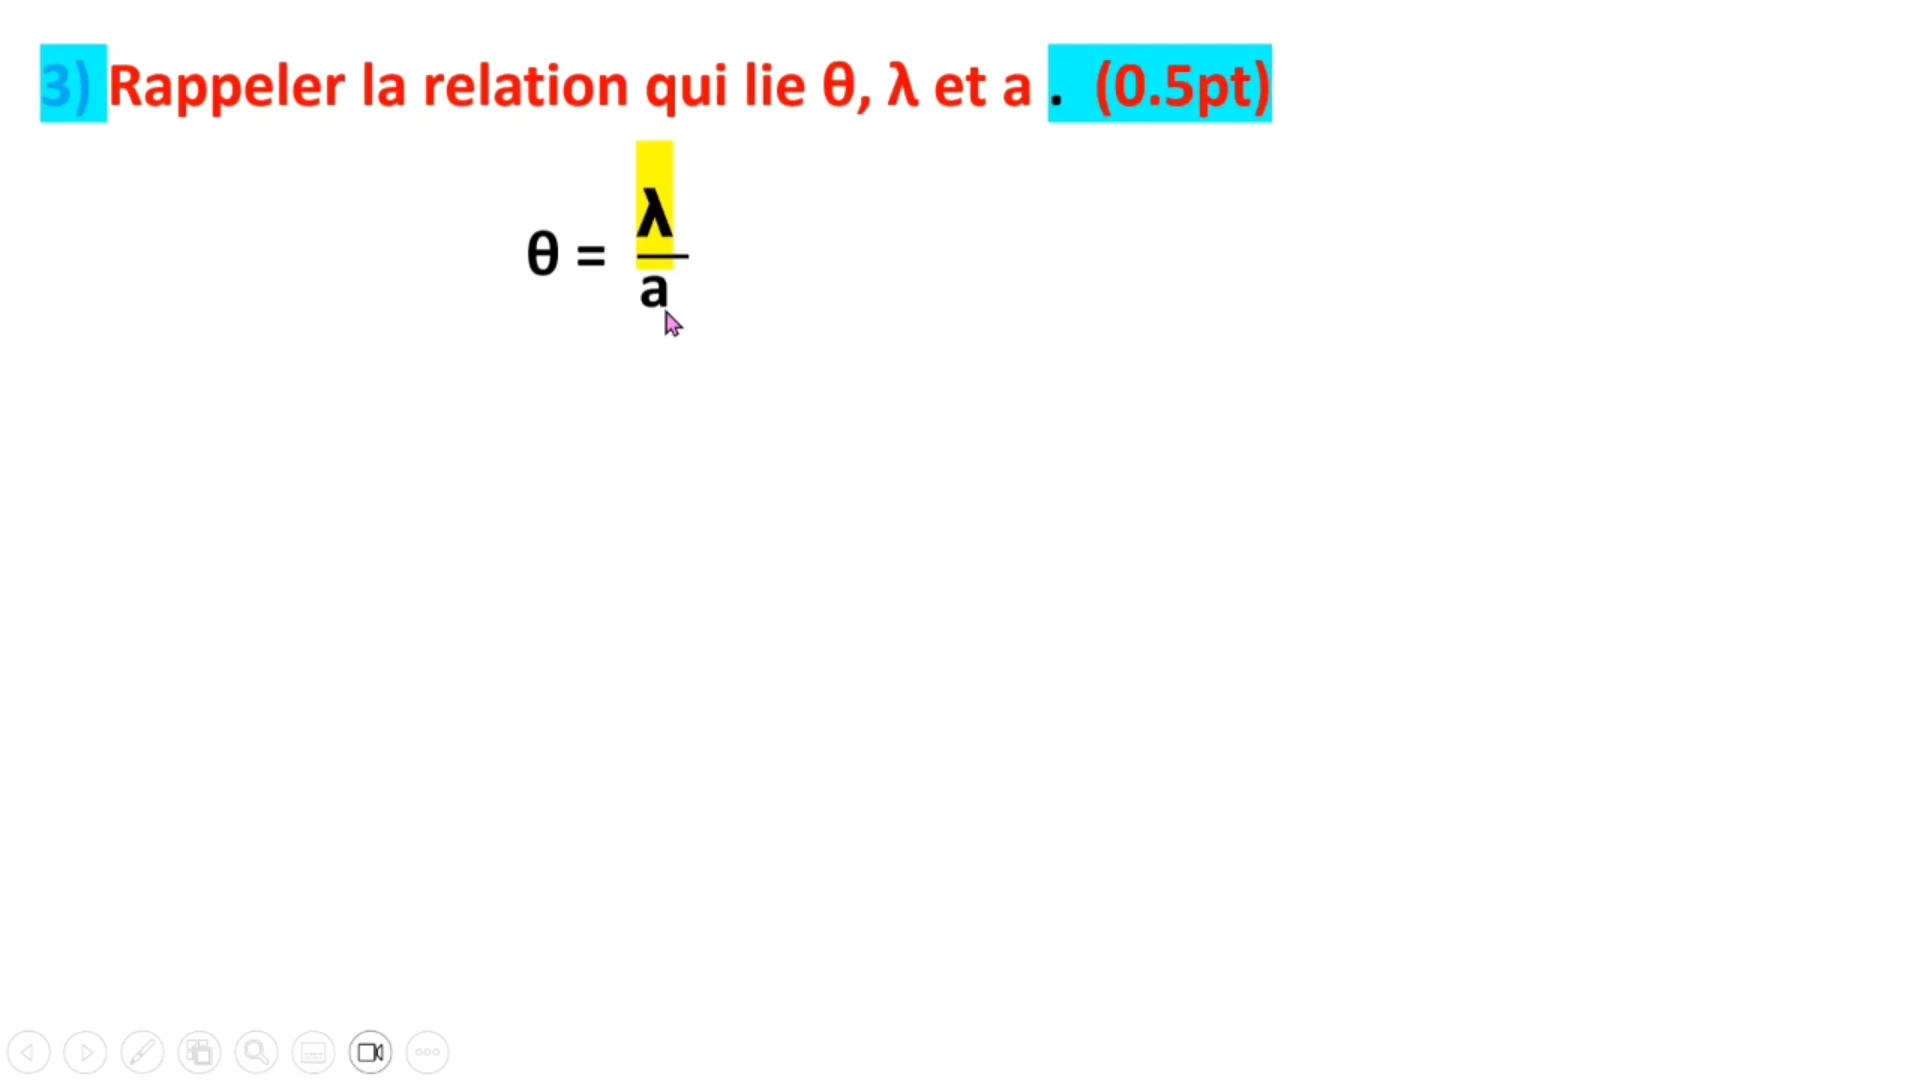 3) Rappeler la relation qui lie θ, λ et a . (0.5pt)
θ = λ
a